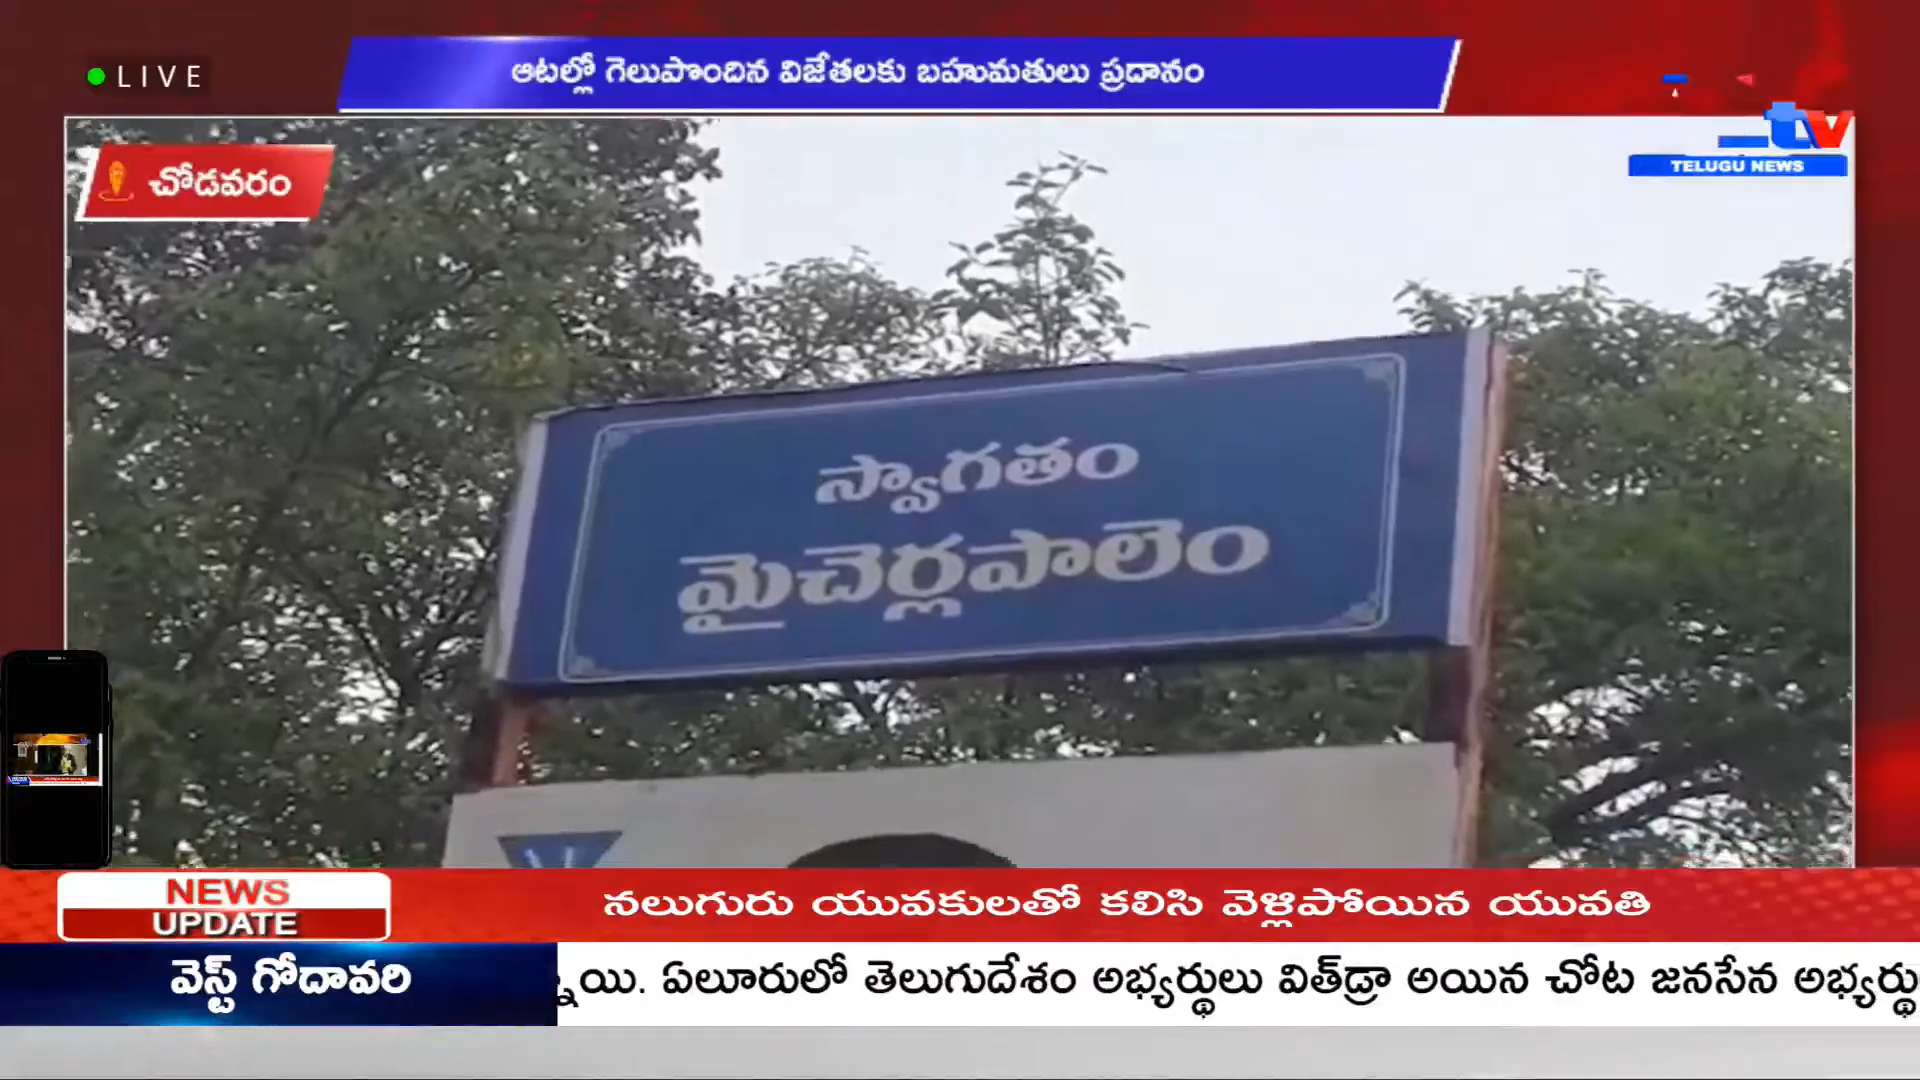 LIVE
ఆటల్లో గెలుపొందిన విజేతలకు బహుమతులు ప్రదానం
tv
TELUGU NEWS
చోడవరం
స్వాగతం
మైచెర్లపాలెం
NEWS
UPDATE
నలుగురు యువకులతో కలిసి వెళ్లిపోయిన యువతి
వెస్ట్ గోదావరి
ఏలూరులో తెలుగుదేశం అభ్యర్థులు విత్‌డ్రా అయిన చోట జనసేన